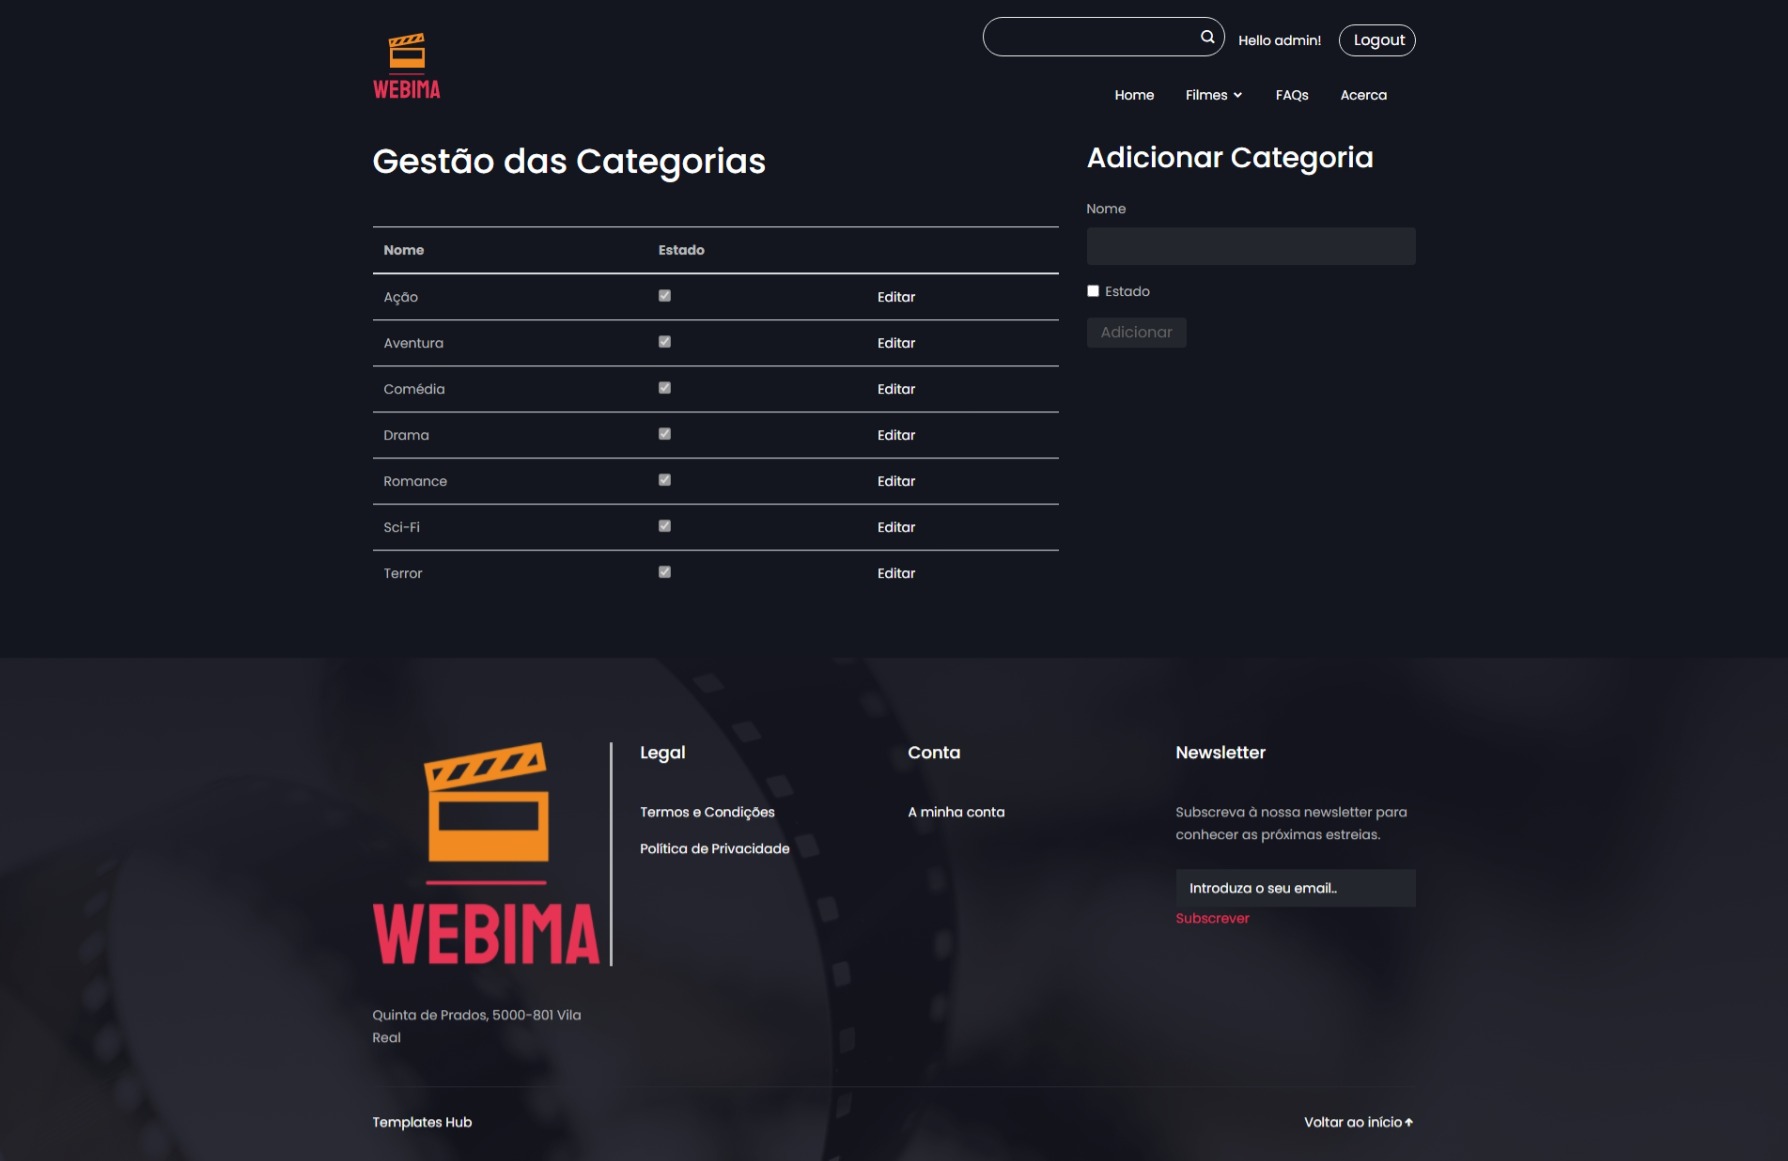 WEBIMA
Hello admin!
Logout
Home
Filmes
FAQs
Acerca
Gestão das Categorias
Nome
Estado
Ação
Editar
Aventura
Editar
Comédia
Editar
Drama
Editar
Romance
Editar
Sci-Fi
Editar
Terror
Editar
Adicionar Categoria
Nome
Estado
Adicionar
WEBIMA
Quinta de Prados, 5000-801 Vila
Real
Legal
Termos e Condições
Política de Privacidade
Conta
A minha conta
Newsletter
Subscreva à nossa newsletter para
conhecer as próximas estreias.
Introduza o seu email..
Subscrever
Templates Hub
Voltar ao início